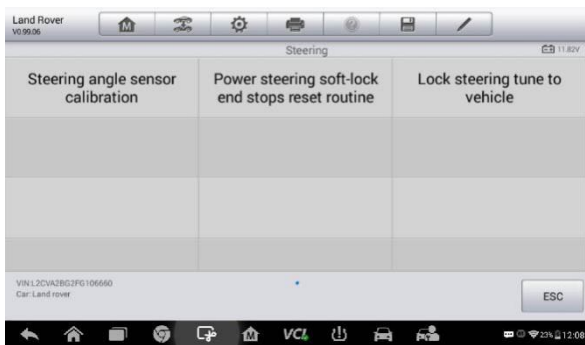 Land Rover
V0.99.06
Steering
11.82V
Steering angle sensor
calibration
Power steering soft-lock
end stops reset routine
Lock steering tune to
vehicle
VIN:L2CVA2BG2FG106660
Car: Land rover
ESC
VCI
23%
12:08